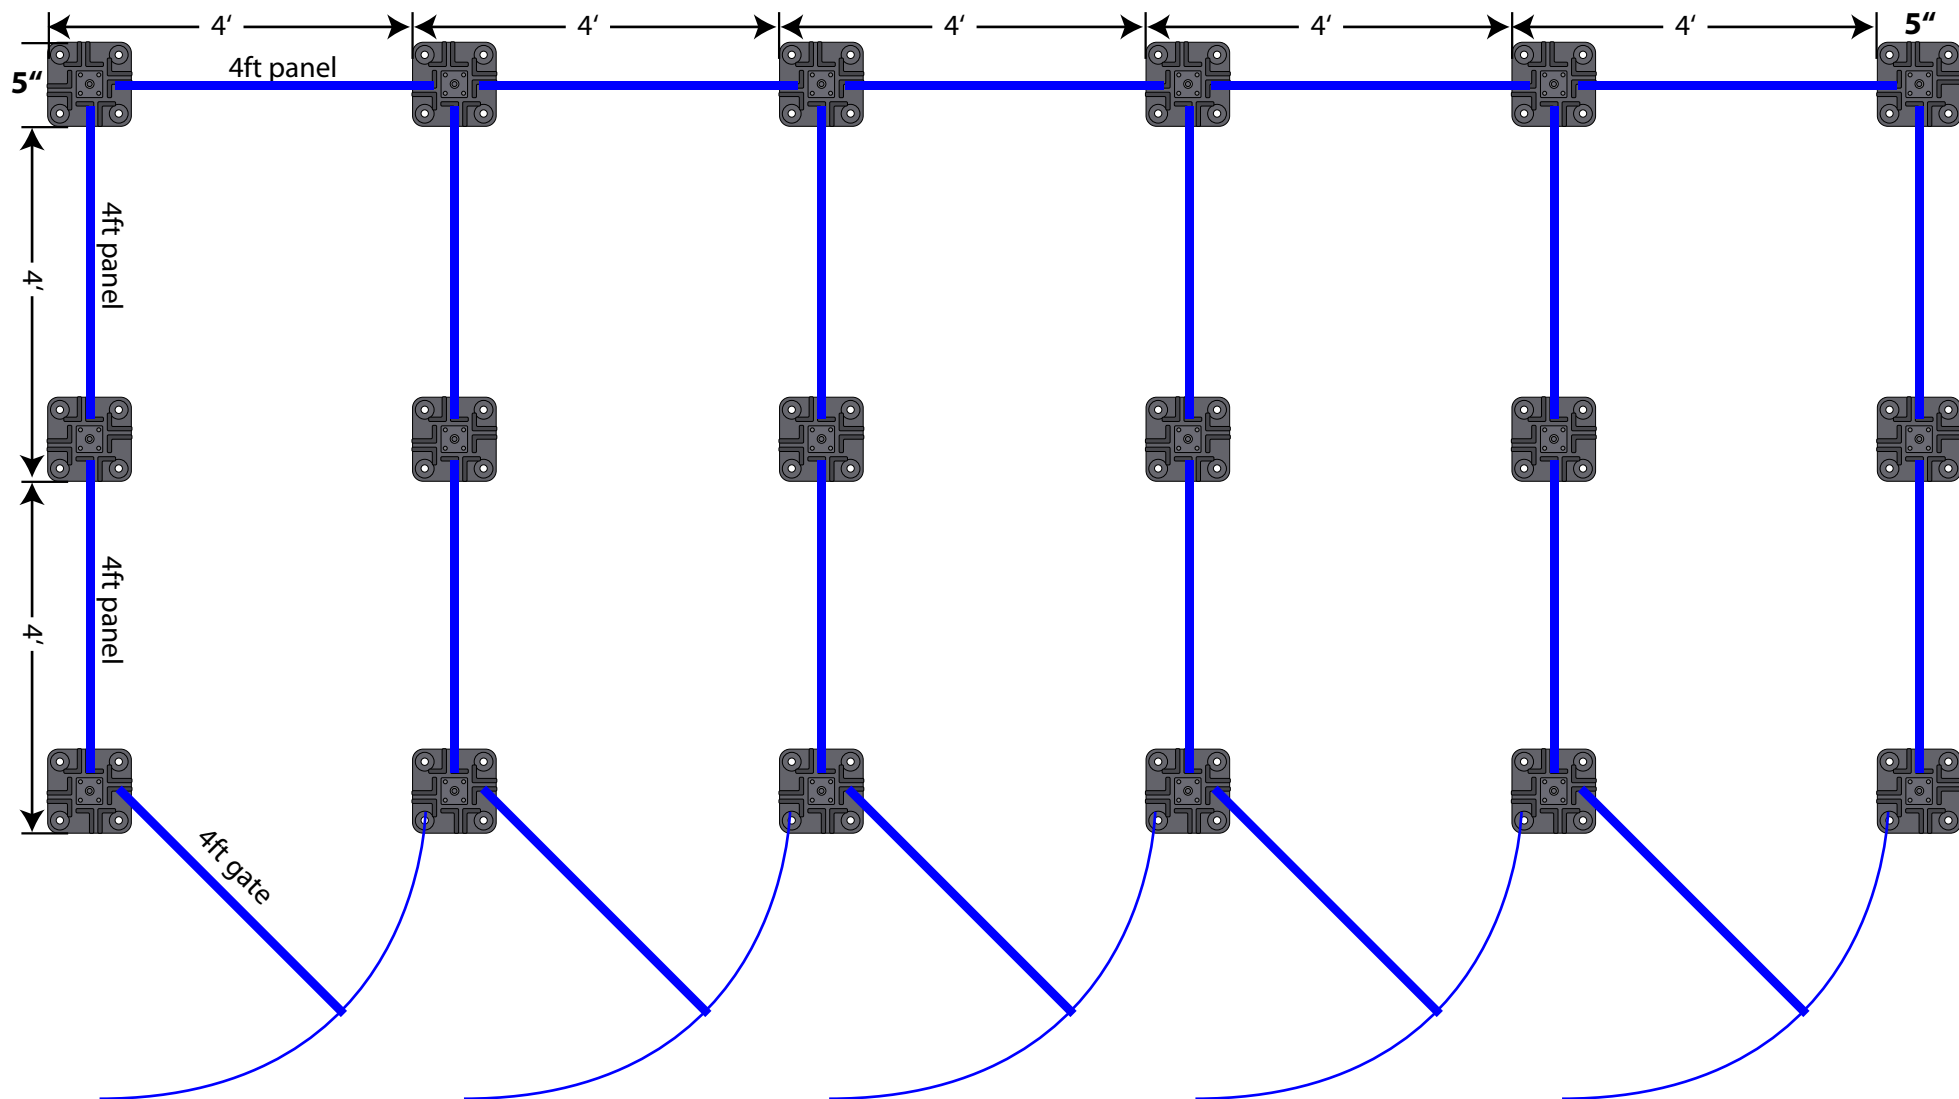 4‘ 4‘ 4‘ 4‘ 4‘ 5“
5“ 4ft panel
4ft panel
4‘
4ft panel
4‘
4ft gate